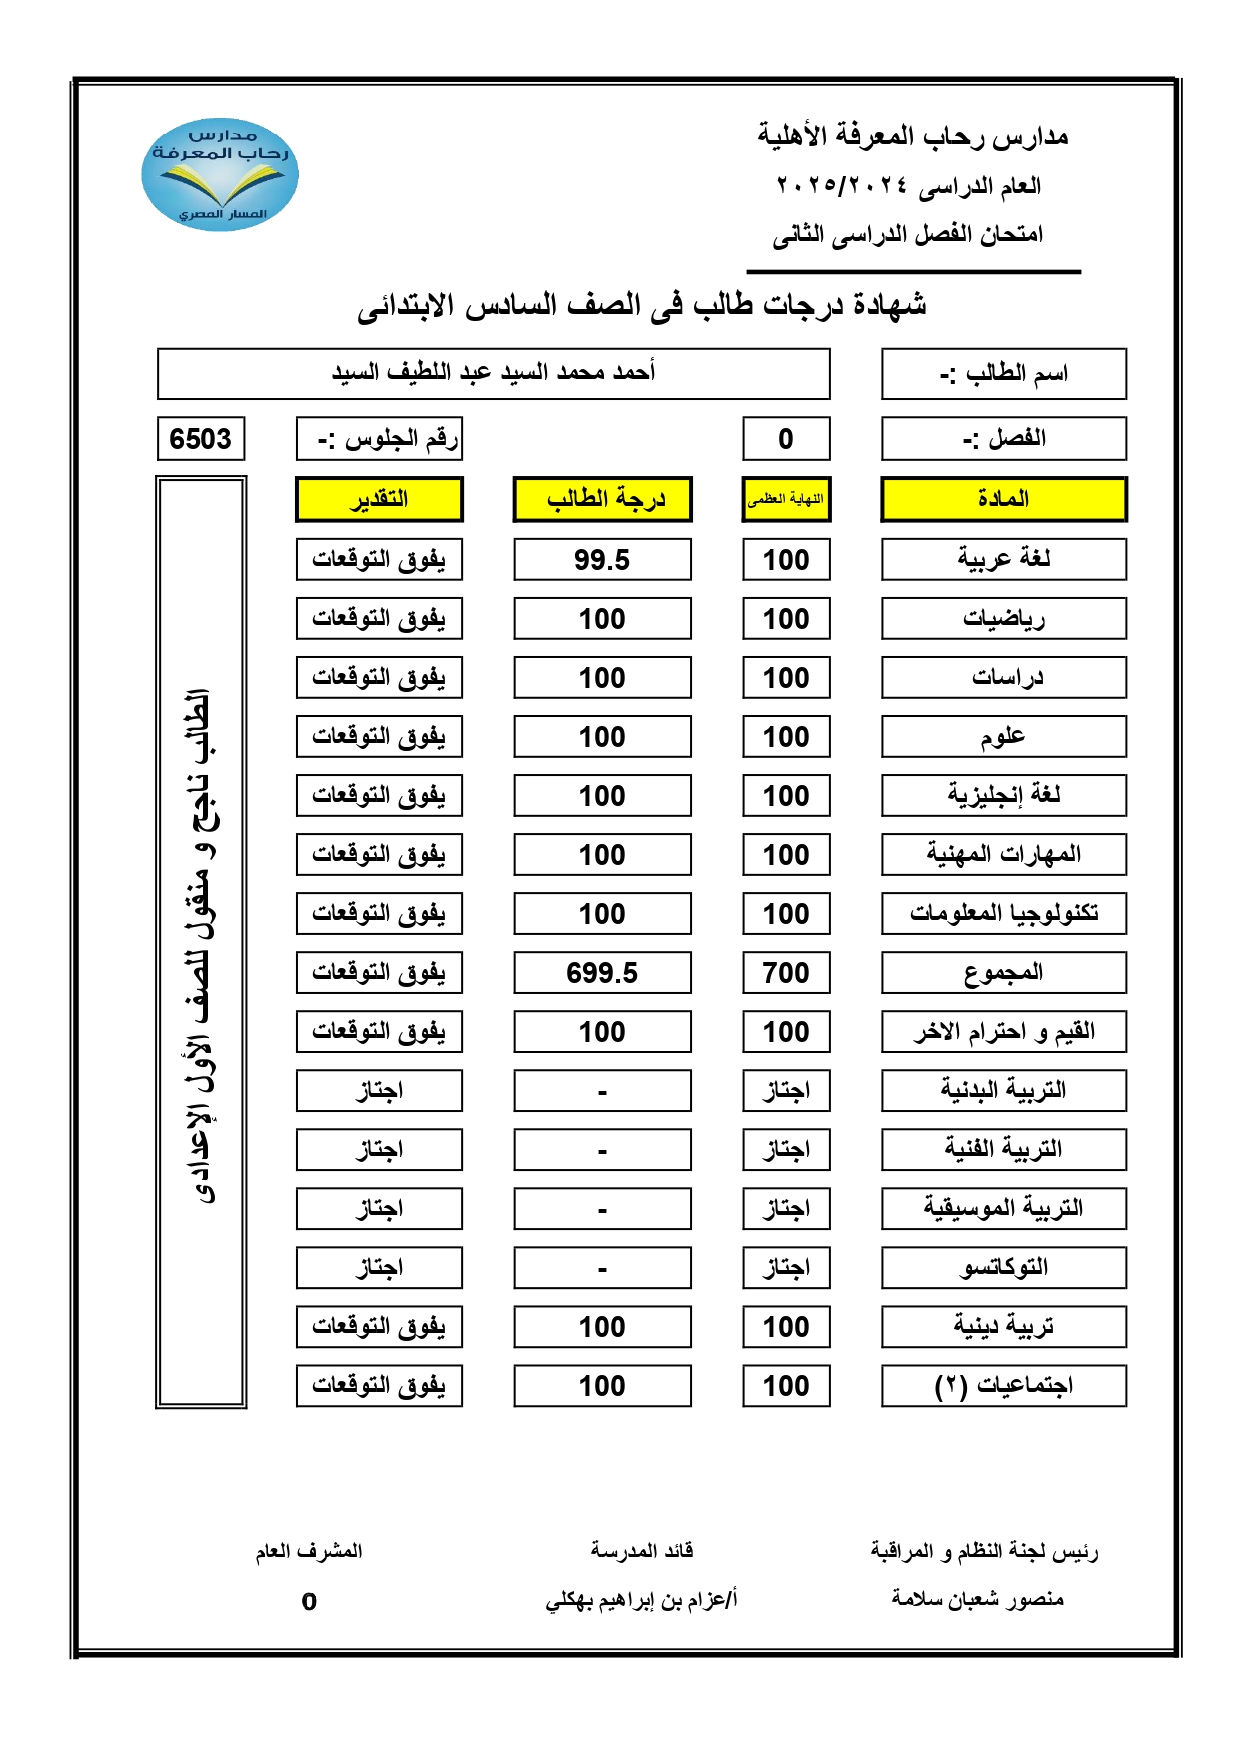 مدارس رحاب المعرفة الأهلية
العام الدراسى ٢٠٢٥/٢٠٢٤
امتحان الفصل الدراسى الثانى
مدارس
رحاب المعرفة
المسار المصري
شهادة درجات طالب فى الصف السادس الابتدائى
اسم الطالب :- أحمد محمد السيد عبد اللطيف السيد
الفصل :- 0 رقم الجلوس :- 6503
المادة النهاية العظمى درجة الطالب التقدير
لغة عربية 100 99.5 يفوق التوقعات
رياضيات 100 100 يفوق التوقعات
دراسات 100 100 يفوق التوقعات
علوم 100 100 يفوق التوقعات
لغة إنجليزية 100 100 يفوق التوقعات
المهارات المهنية 100 100 يفوق التوقعات
تكنولوجيا المعلومات 100 100 يفوق التوقعات
المجموع 700 699.5 يفوق التوقعات
القيم و احترام الاخر 100 100 يفوق التوقعات
التربية البدنية اجتاز - اجتاز
التربية الفنية اجتاز - اجتاز
التربية الموسيقية اجتاز - اجتاز
التوكاتسو اجتاز - اجتاز
تربية دينية 100 100 يفوق التوقعات
اجتماعيات (٢) 100 100 يفوق التوقعات
الطالب ناجح و منقول للصف الأول الإعدادى
رئيس لجنة النظام و المراقبة قائد المدرسة المشرف العام
منصور شعبان سلامة أ/عزام بن إبراهيم بهكلي 0